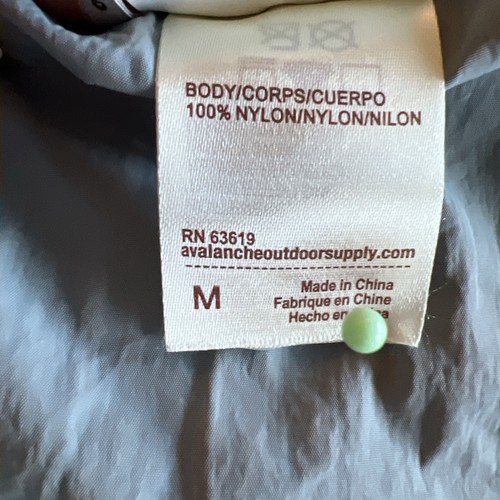 BODY/CORPS/CUERPO
100% NYLON/NYLON/NILON
RN 63619
avalancheoutdoorsupply.com
M
Made in China
Fabrique en Chine
Hecho en